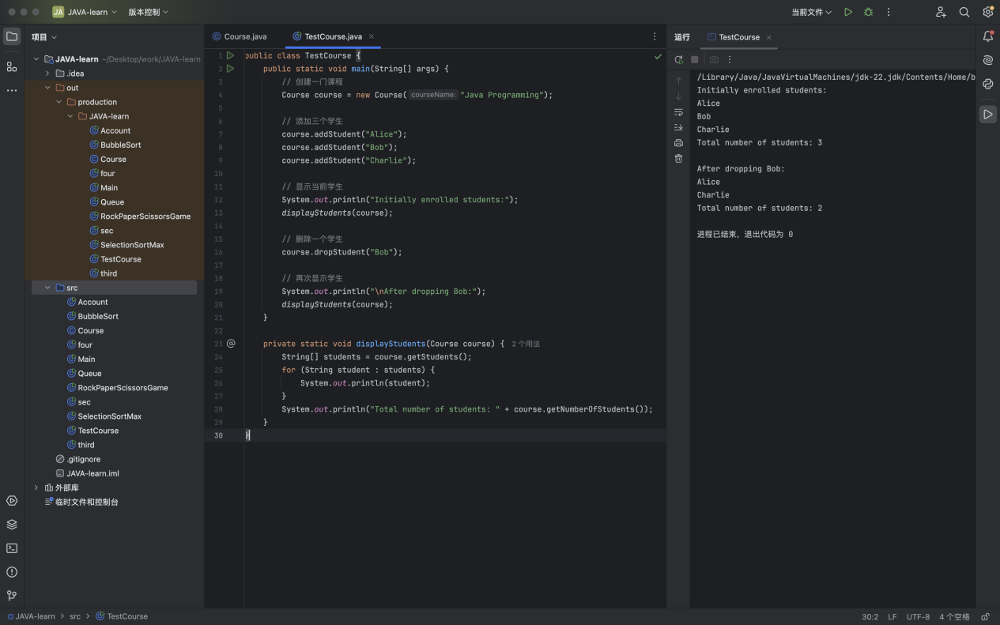 JA JAVA-learn 版本控制 当前文件
项目
JAVA-learn ~/Desktop/work/JAVA-learn
.idea
out
production
JAVA-learn
Account
BubbleSort
Course
four
Main
Queue
RockPaperScissorsGame
sec
SelectionSortMax
TestCourse
third
src
Account
BubbleSort
Course
four
Main
Queue
RockPaperScissorsGame
sec
SelectionSortMax
TestCourse
third
.gitignore
JAVA-learn.iml
外部库
临时文件和控制台
Course.java TestCourse.java
1 public class TestCourse {
2 public static void main(String[] args) {
3 // 创建一门课程
4 Course course = new Course( courseName: "Java Programming");
5
6 // 添加三个学生
7 course.addStudent("Alice");
8 course.addStudent("Bob");
9 course.addStudent("Charlie");
10
11 // 显示当前学生
12 System.out.println("Initially enrolled students:");
13 displayStudents(course);
14
15 // 删除一个学生
16 course.dropStudent("Bob");
17
18 // 再次显示学生
19 System.out.println("\nAfter dropping Bob:");
20 displayStudents(course);
21 }
22
23 private static void displayStudents(Course course) { 2 个用法
24 String[] students = course.getStudents();
25 for (String student : students) {
26 System.out.println(student);
27 }
28 System.out.println("Total number of students: " + course.getNumberOfStudents());
29 }
30 }
运行 TestCourse
/Library/Java/JavaVirtualMachines/jdk-22.jdk/Contents/Home/b
Initially enrolled students:
Alice
Bob
Charlie
Total number of students: 3
After dropping Bob:
Alice
Charlie
Total number of students: 2
进程已结束，退出代码为 0
JAVA-learn > src > TestCourse 30:2 LF UTF-8 4 个空格